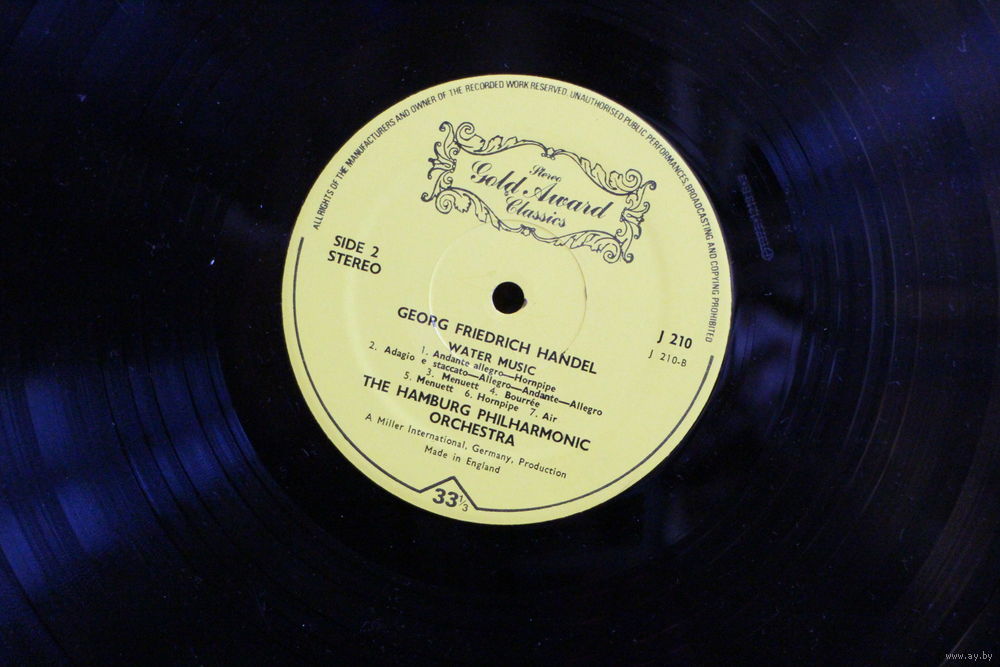 ALL RIGHTS OF THE MANUFACTURERS AND OWNER OF THE RECORDED WORK RESERVED. UNAUTHORISED PUBLIC PERFORMANCES, BROADCASTING AND COPYING PROHIBITED
Stereo
Gold Award
Classics
SIDE 2
STEREO
J 210
J 210-B
GEORG FRIEDRICH HANDEL
WATER MUSIC
1. Andante allegro—Hornpipe
2. Adagio e staccato—Allegro—Andante—Allegro
3. Menuett 4. Bourrée
5. Menuett 6. Hornpipe 7. Air
THE HAMBURG PHILHARMONIC
ORCHESTRA
A Miller International, Germany, Production
Made in England
33 1/3
www.ay.by